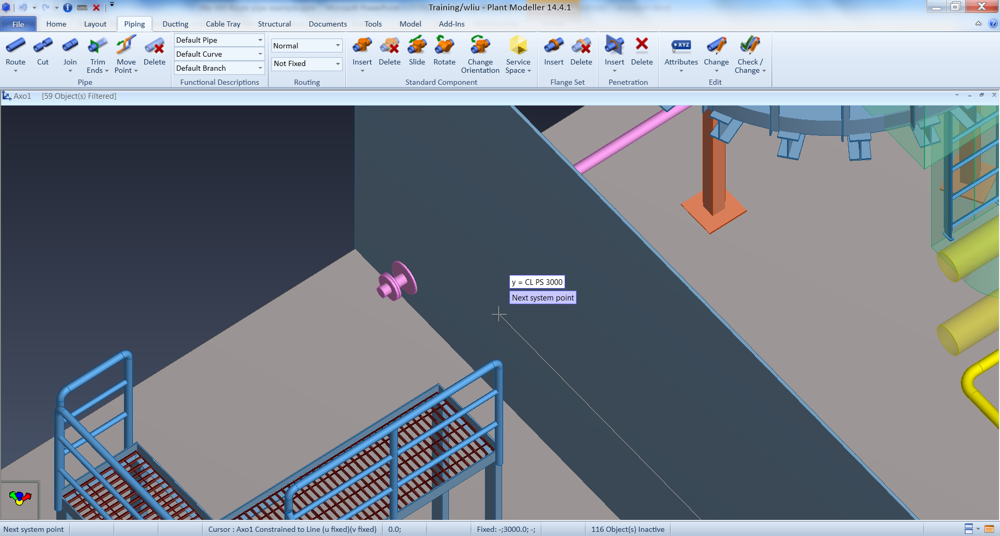 Training/wliu - Plant Modeller 14.4.1
File
Home
Layout
Piping
Ducting
Cable Tray
Structural
Documents
Tools
Model
Add-Ins
Route
Cut
Join
Trim
Ends
Move
Point
Delete
Pipe
Default Pipe
Default Curve
Default Branch
Functional Descriptions
Normal
Not Fixed
Routing
Insert
Delete
Slide
Rotate
Change
Orientation
Service
Space
Standard Component
Insert
Delete
Flange Set
Insert
Delete
Penetration
XYZ
Attributes
Change
Check /
Change
Edit
Axo1 [59 Object(s) Filtered]
y = CL PS 3000
Next system point
Next system point
Cursor : Axo1 Constrained to Line (u fixed)(v fixed)
0.0;
Fixed: -;3000.0; -;
116 Object(s) Inactive